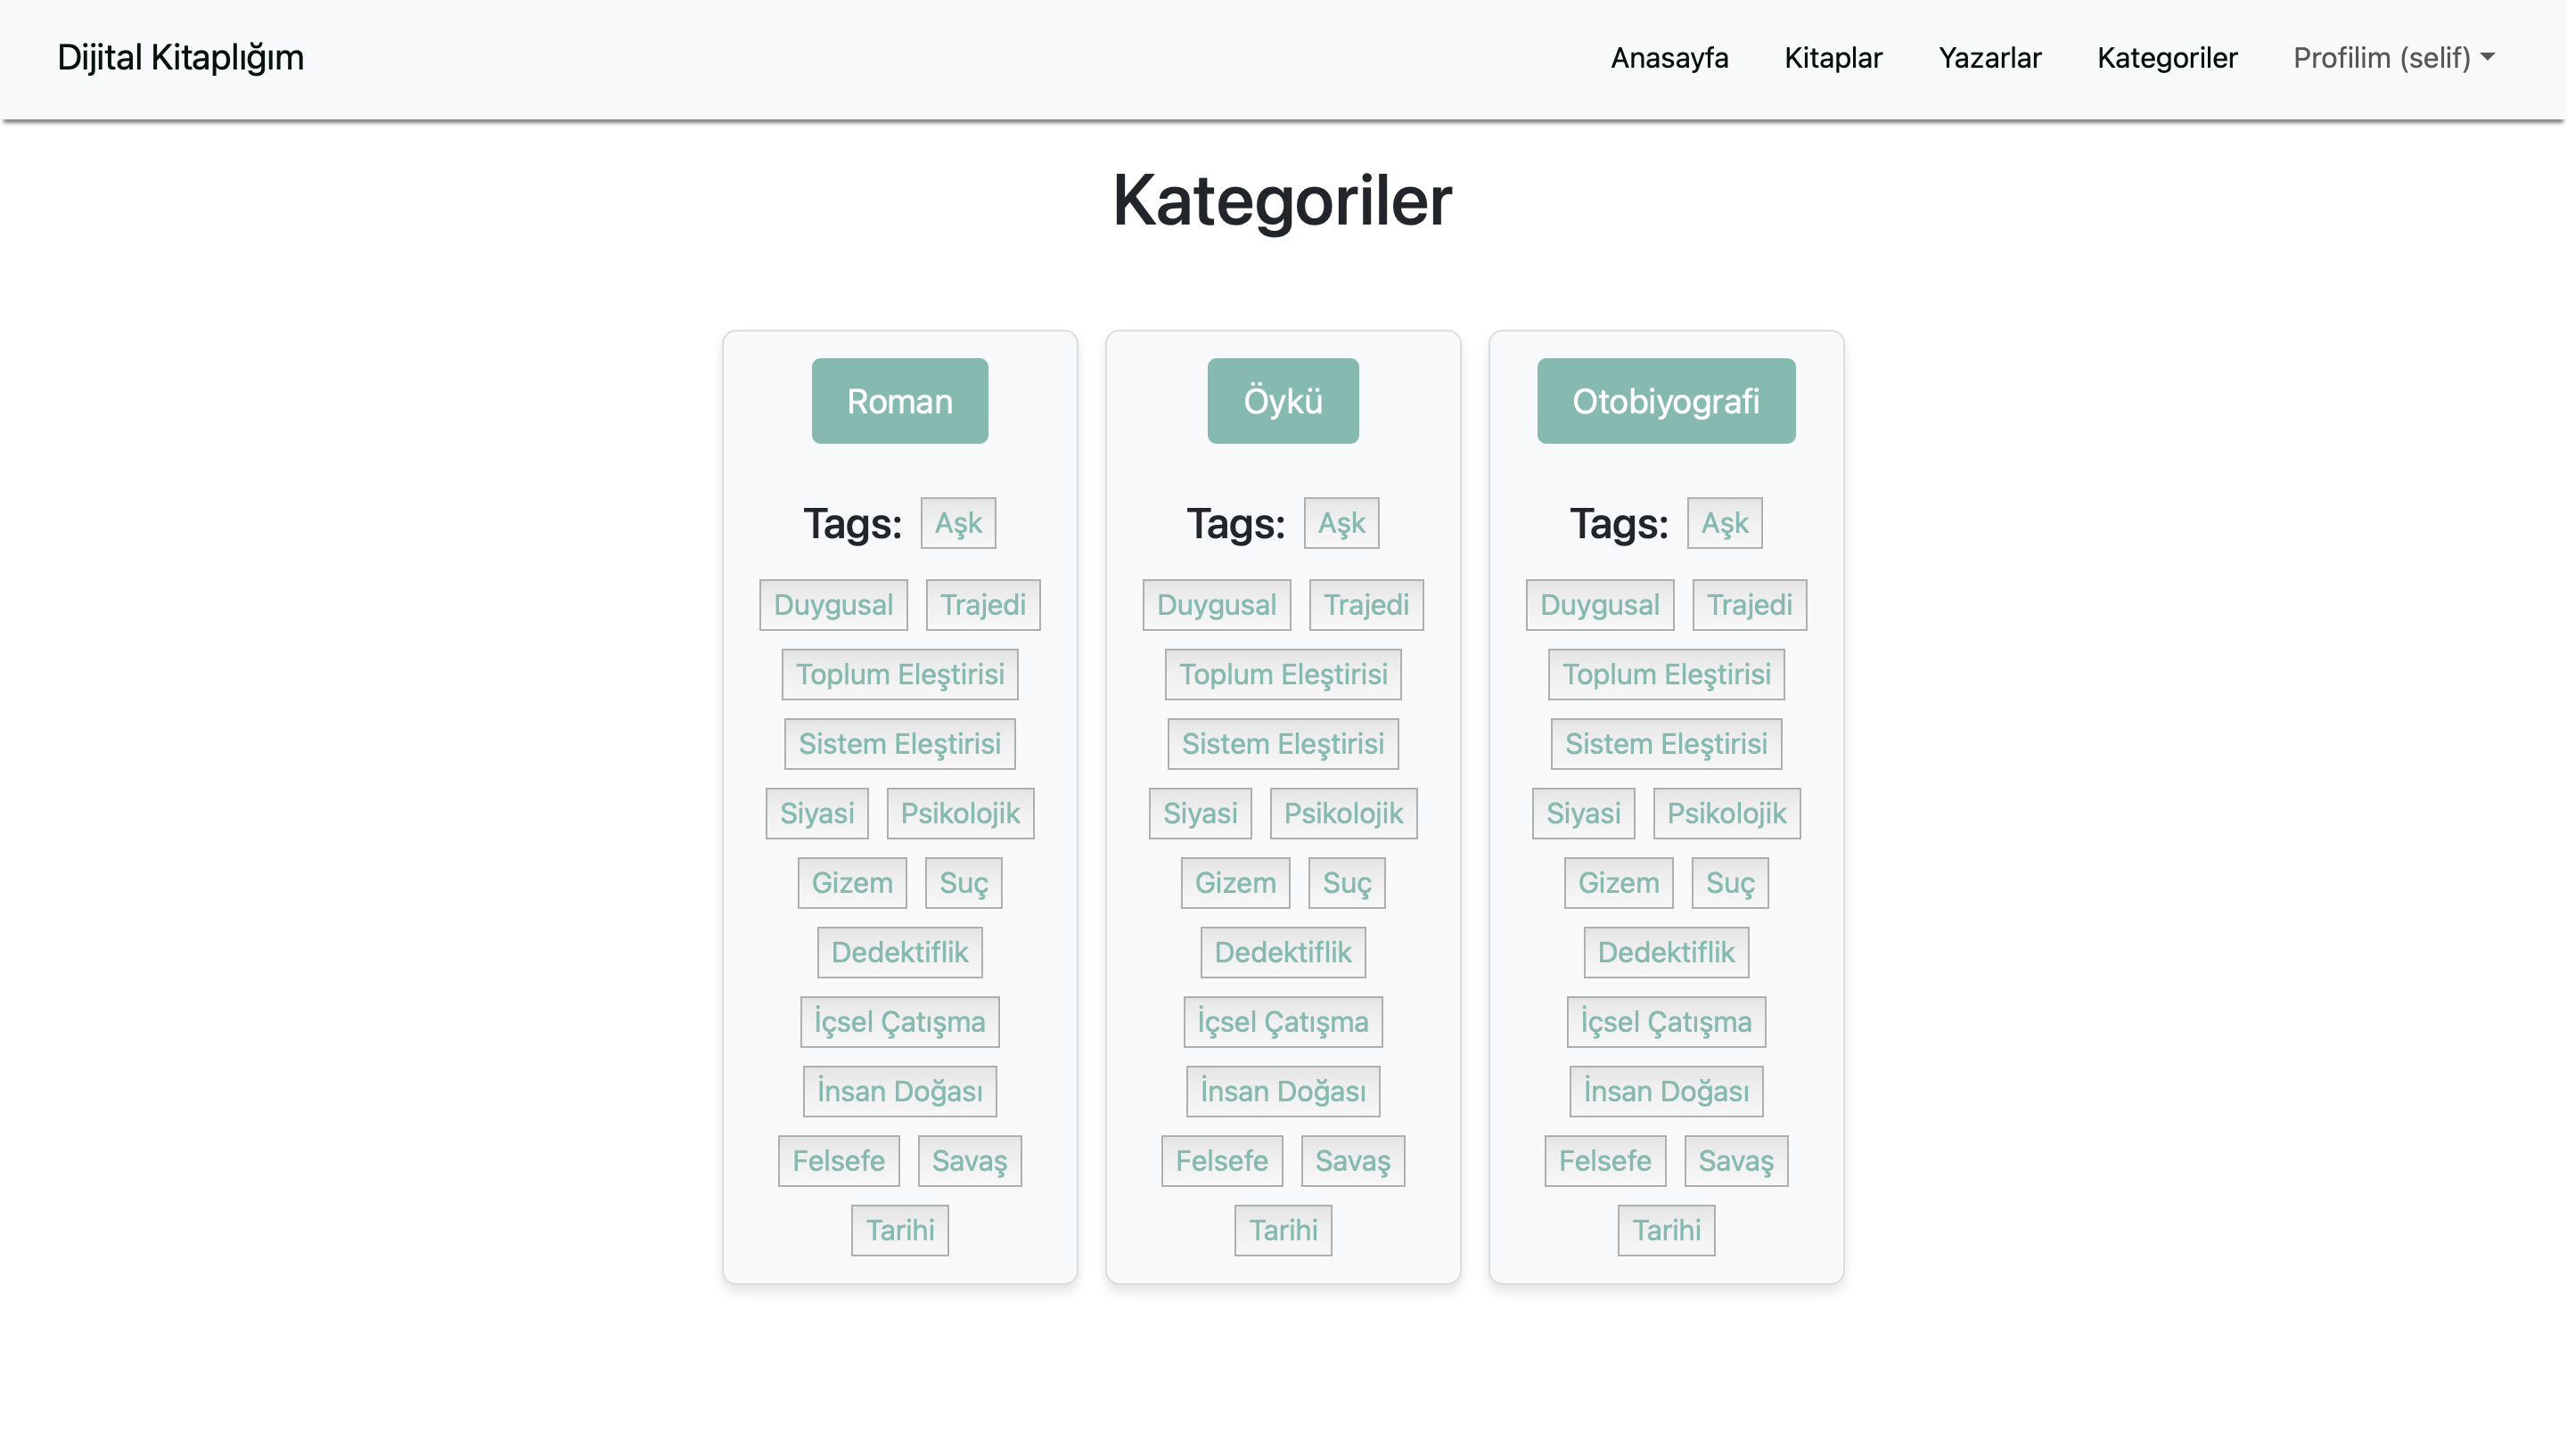 Dijital Kitaplığım
Anasayfa Kitaplar Yazarlar Kategoriler Profilim (selif)
Kategoriler
Roman
Tags: Aşk
Duygusal Trajedi
Toplum Eleştirisi
Sistem Eleştirisi
Siyasi Psikolojik
Gizem Suç
Dedektiflik
İçsel Çatışma
İnsan Doğası
Felsefe Savaş
Tarihi
Öykü
Tags: Aşk
Duygusal Trajedi
Toplum Eleştirisi
Sistem Eleştirisi
Siyasi Psikolojik
Gizem Suç
Dedektiflik
İçsel Çatışma
İnsan Doğası
Felsefe Savaş
Tarihi
Otobiyografi
Tags: Aşk
Duygusal Trajedi
Toplum Eleştirisi
Sistem Eleştirisi
Siyasi Psikolojik
Gizem Suç
Dedektiflik
İçsel Çatışma
İnsan Doğası
Felsefe Savaş
Tarihi